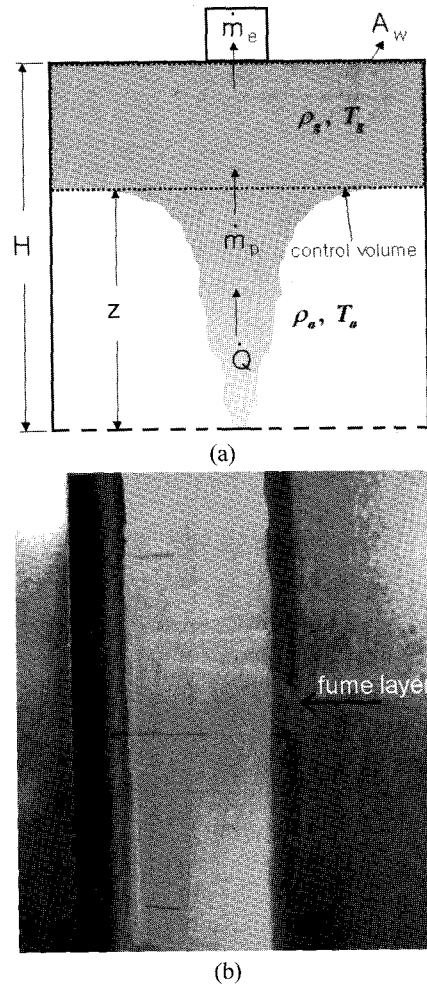 ṁe
Aw
ρg, Tg
H
ṁp
control volume
z
ρa, Ta
Q̇
(a)
fume layer
(b)